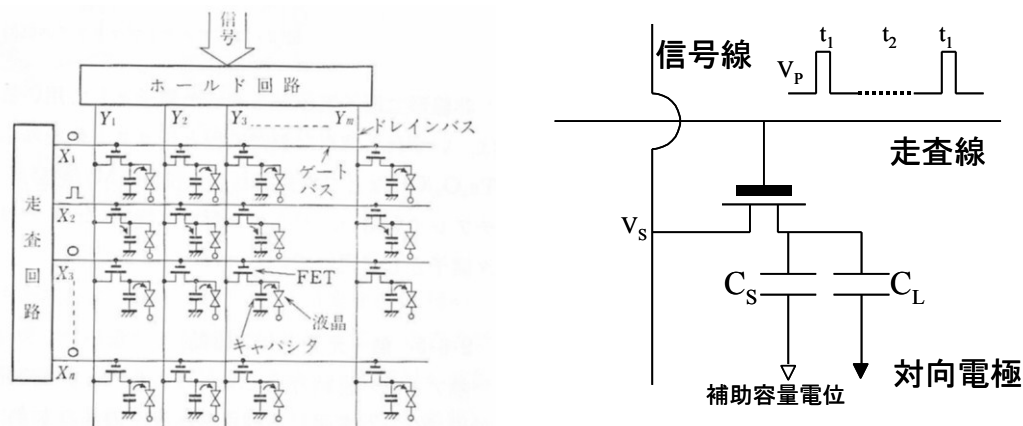 信号
ホールド回路
Y1 Y2 Y3 Ym
ドレインバス
走査回路
X1
ゲート
バス
X2
X3
FET
液晶
キャパシタ
Xn
信号線
VP
t1 t2 t1
走査線
VS
CS
CL
対向電極
補助容量電位